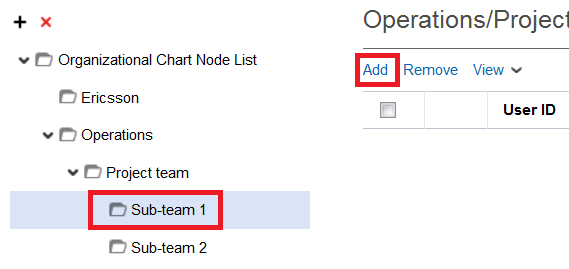 Organizational Chart Node List
Ericsson
Operations
Project team
Sub-team 1
Sub-team 2
Operations/Project
Add Remove View
User ID